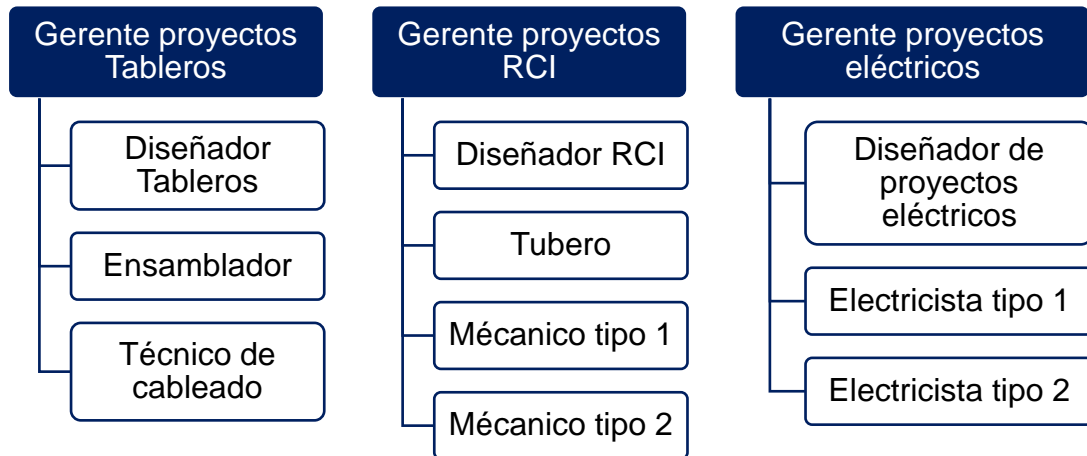 Gerente proyectos
Tableros
Diseñador
Tableros
Ensamblador
Técnico de
cableado
Gerente proyectos
RCI
Diseñador RCI
Tubero
Mécanico tipo 1
Mécanico tipo 2
Gerente proyectos
eléctricos
Diseñador de
proyectos
eléctricos
Electricista tipo 1
Electricista tipo 2